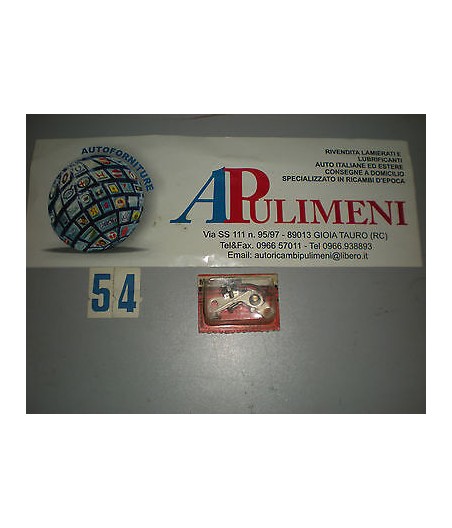 AUTOFORNITURE
RIVENDITA LAMIERATI E
LUBRIFICANTI
AUTO ITALIANE ED ESTERE
CONSEGNE A DOMICILIO
SPECIALIZZATO IN RICAMBI D'EPOCA
APULIMENI
Via SS 111 n. 95/97 - 89013 GIOIA TAURO (RC)
Tel&Fax. 0966 57011 - Tel 0966.938893
Email: autoricambipulimeni@libero.it
54